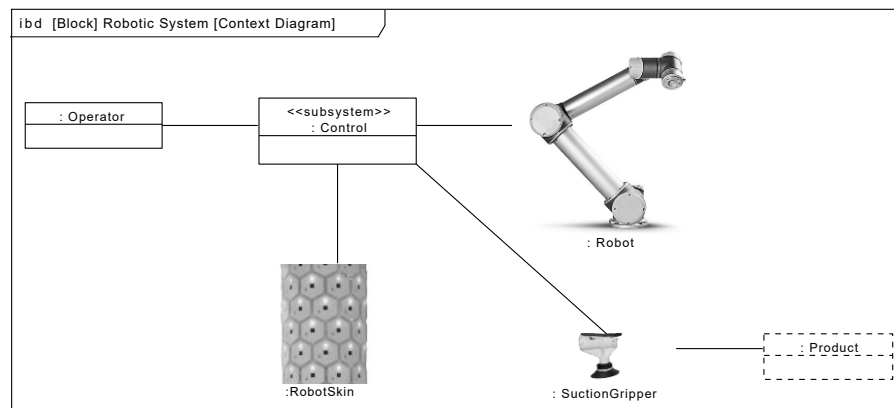 ibd [Block] Robotic System [Context Diagram]
: Operator
<<subsystem>>
: Control
: Robot
:RobotSkin
: SuctionGripper
: Product